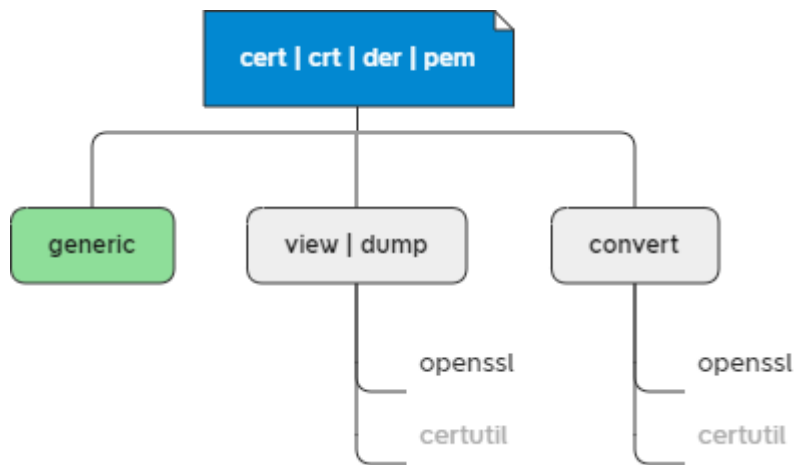 cert | crt | der | pem
generic
view | dump
convert
openssl
openssl
certutil
certutil